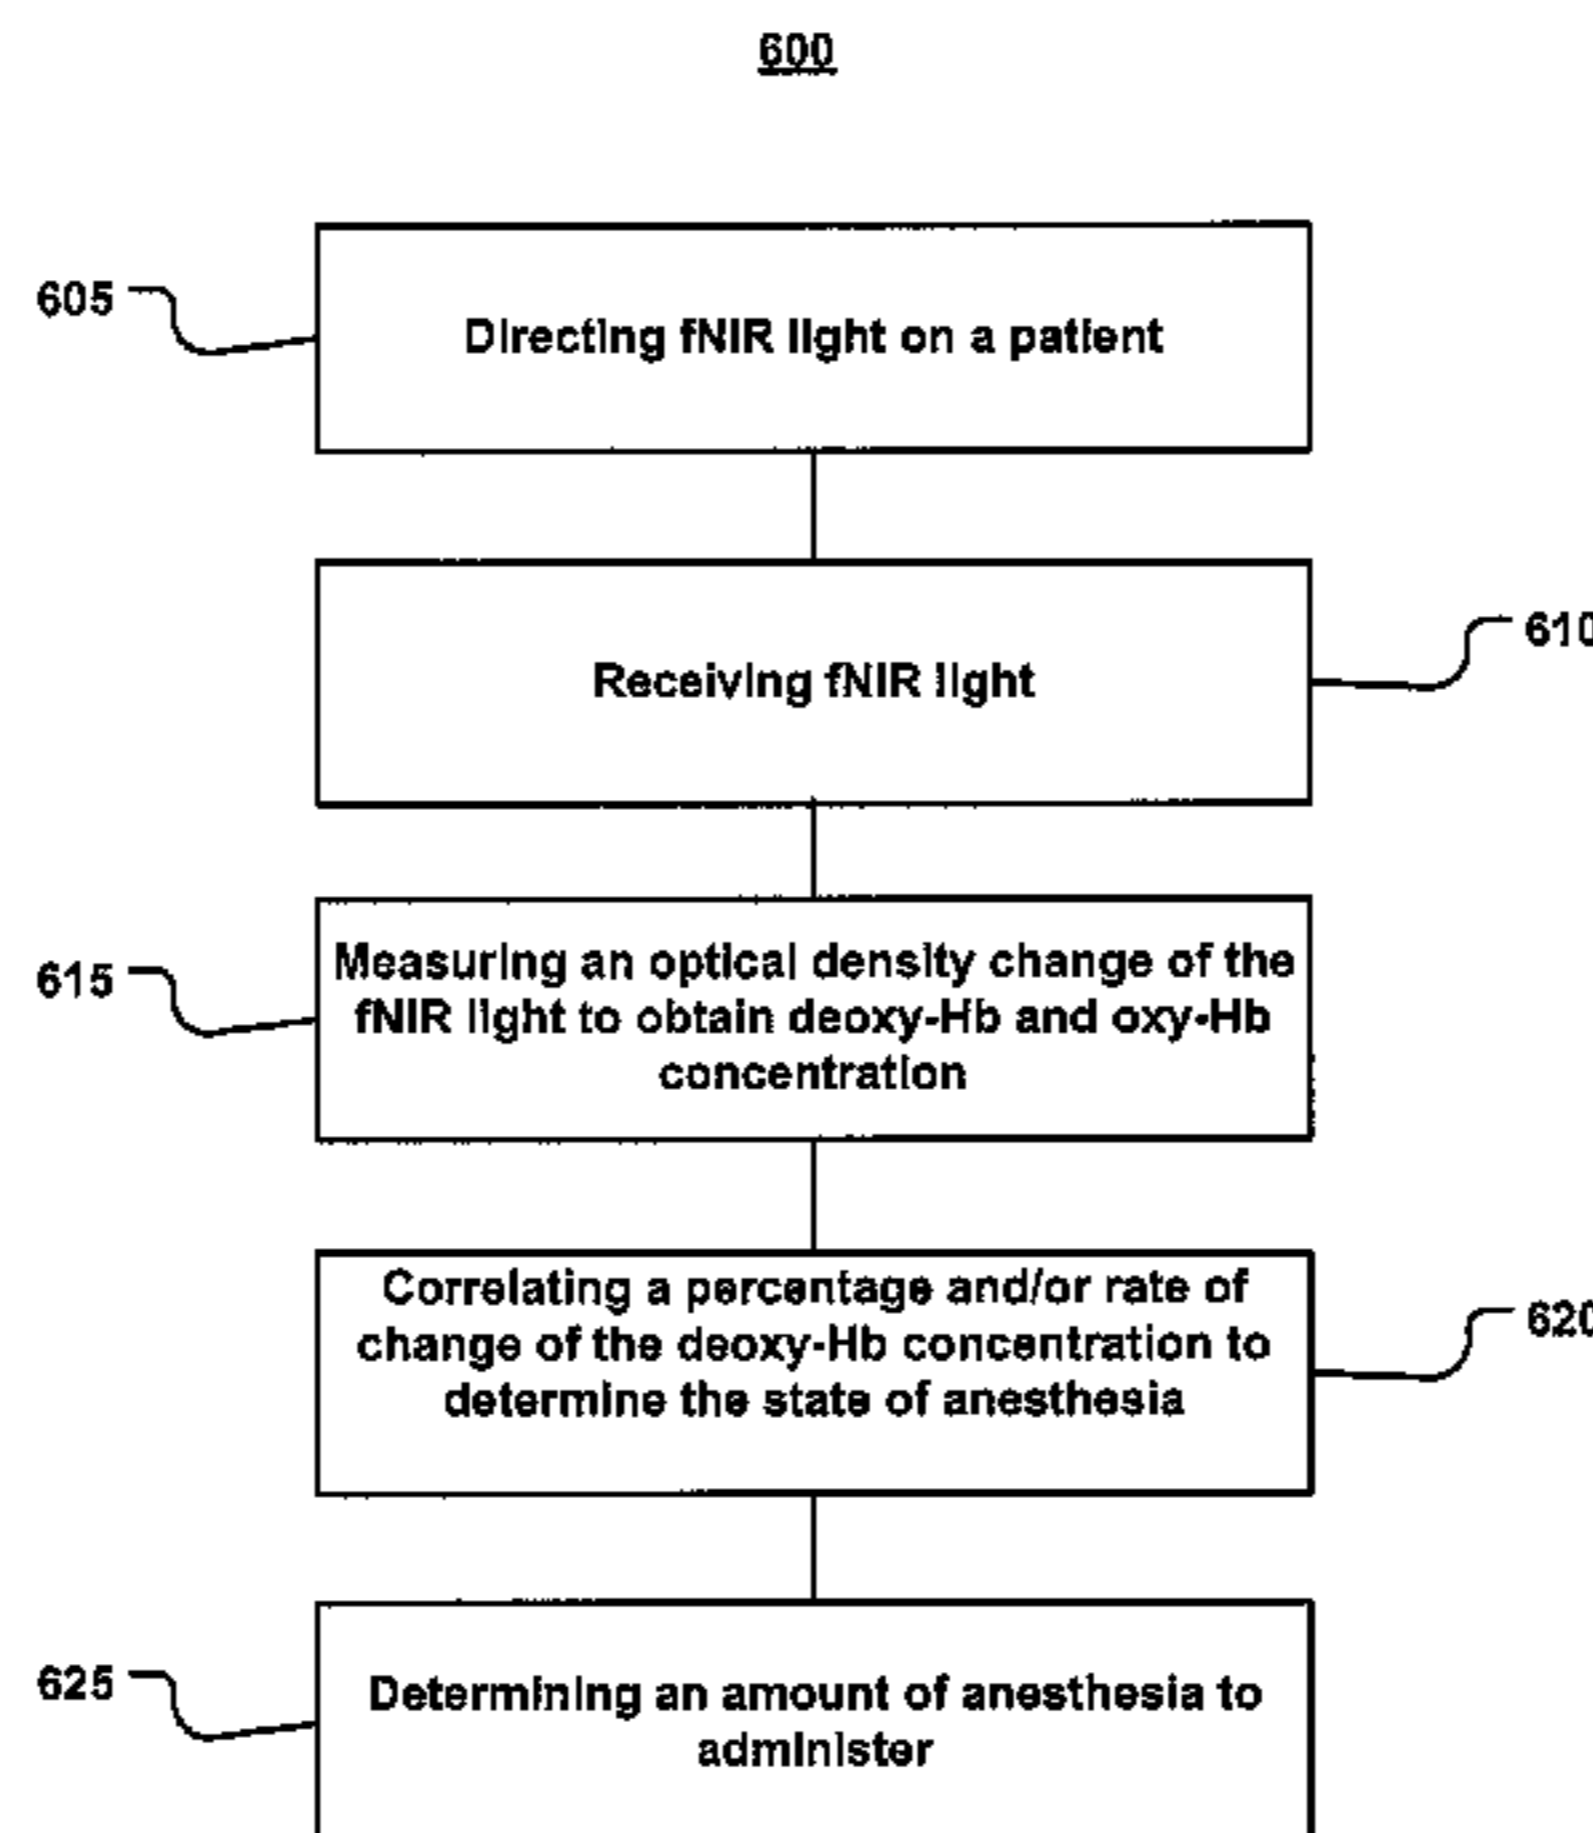 600
605
Directing fNIR light on a patient
610
Receiving fNIR light
615
Measuring an optical density change of the
fNIR light to obtain deoxy-Hb and oxy-Hb
concentration
620
Correlating a percentage and/or rate of
change of the deoxy-Hb concentration to
determine the state of anesthesia
625
Determining an amount of anesthesia to
administer